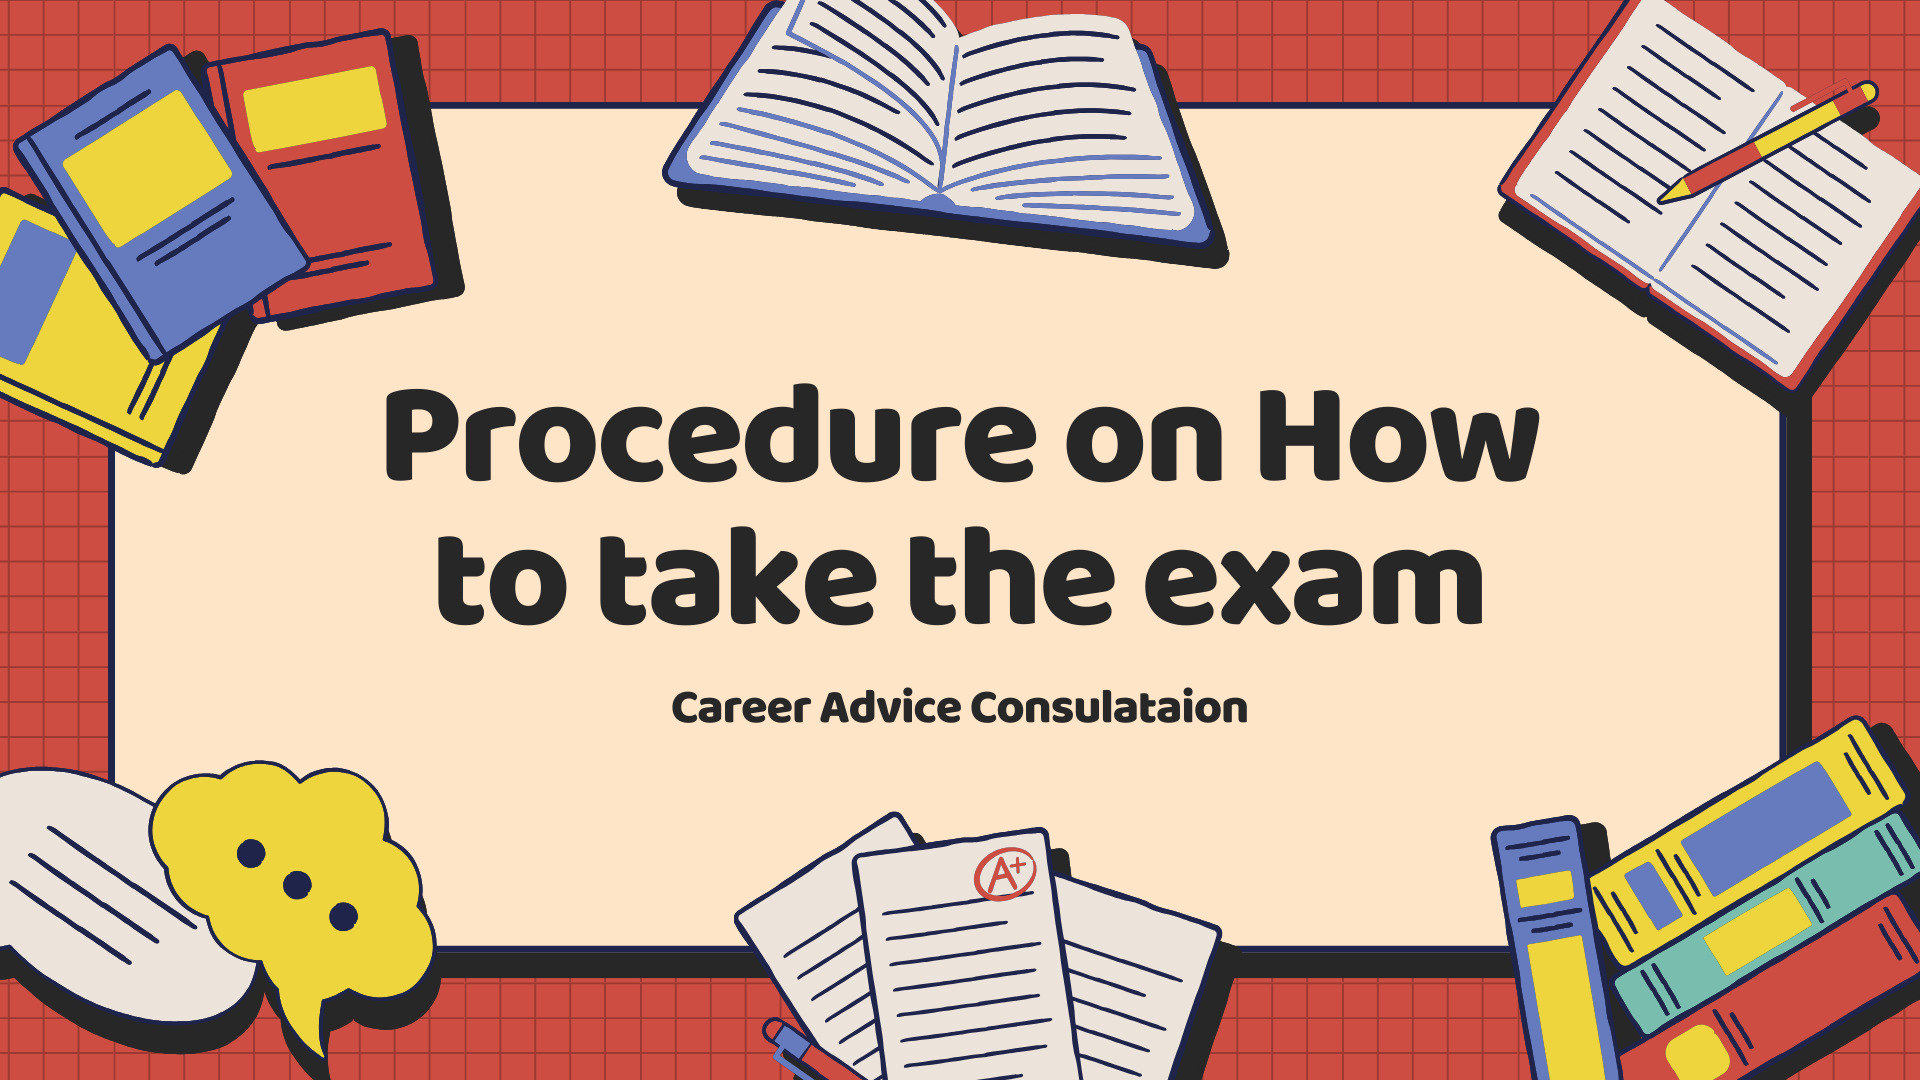 Procedure on How
to take the exam
Career Advice Consulataion
A+